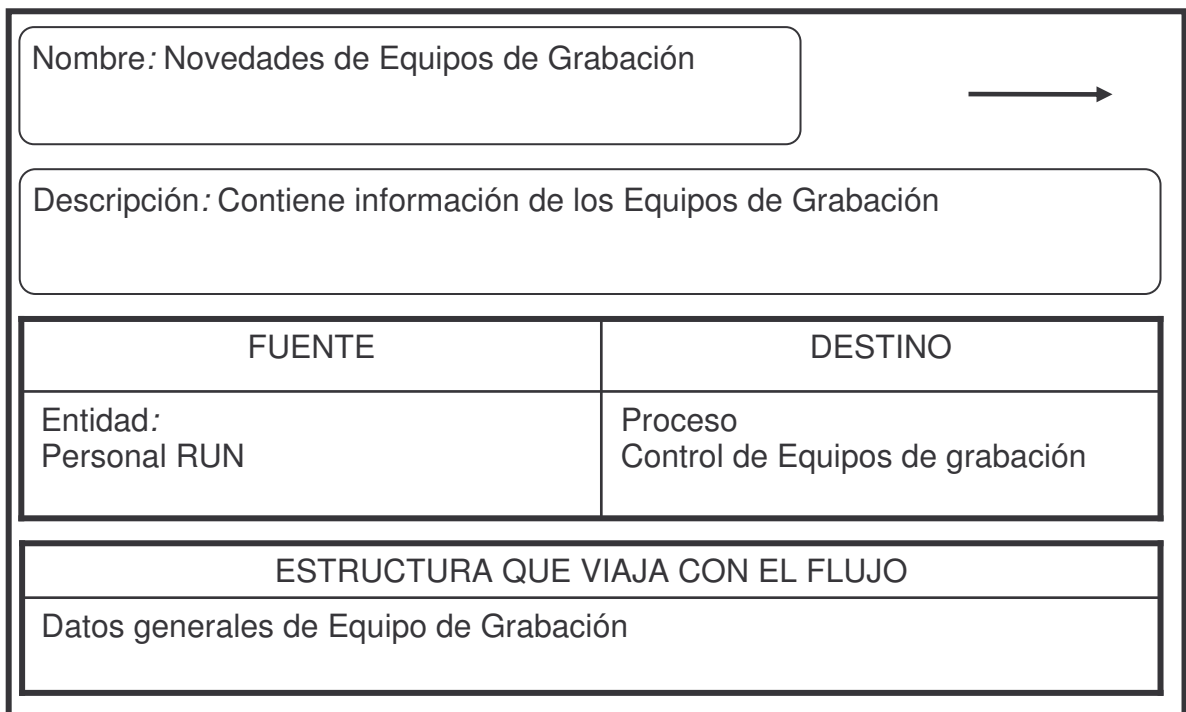 Nombre: Novedades de Equipos de Grabación
Descripción: Contiene información de los Equipos de Grabación
FUENTE
DESTINO
Entidad:
Personal RUN
Proceso
Control de Equipos de grabación
ESTRUCTURA QUE VIAJA CON EL FLUJO
Datos generales de Equipo de Grabación